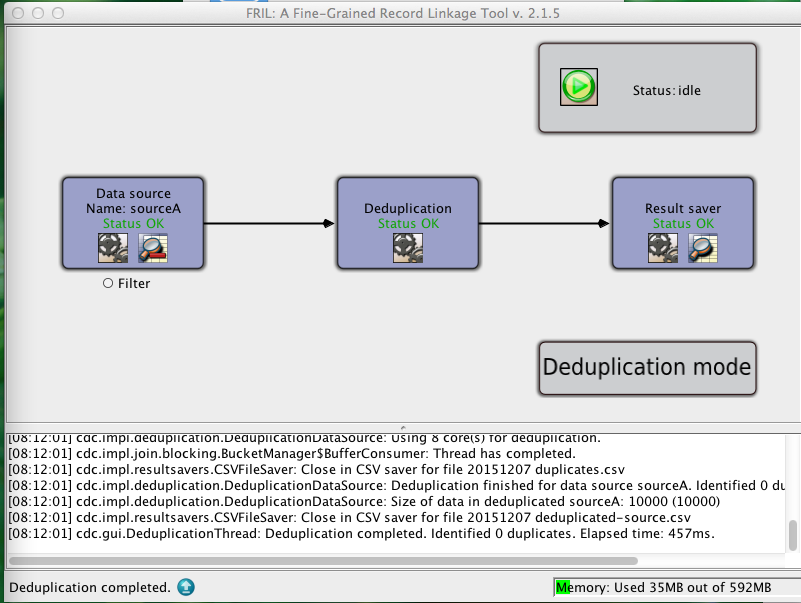 FRIL: A Fine-Grained Record Linkage Tool v. 2.1.5
Status: idle
Data source
Name: sourceA
Status OK
Filter
Deduplication
Status OK
Result saver
Status OK
Deduplication mode
[08:12:01] cdc.impl.deduplication.DeduplicationDataSource: Using 8 core(s) for deduplication.
[08:12:01] cdc.impl.join.blocking.BucketManager$BufferConsumer: Thread has completed.
[08:12:01] cdc.impl.resultsavers.CSVFileSaver: Close in CSV saver for file 20151207 duplicates.csv
[08:12:01] cdc.impl.deduplication.DeduplicationDataSource: Deduplication finished for data source sourceA. Identified 0 du
[08:12:01] cdc.impl.deduplication.DeduplicationDataSource: Size of data in deduplicated sourceA: 10000 (10000)
[08:12:01] cdc.impl.resultsavers.CSVFileSaver: Close in CSV saver for file 20151207 deduplicated-source.csv
[08:12:01] cdc.gui.DeduplicationThread: Deduplication completed. Identified 0 duplicates. Elapsed time: 457ms.
Deduplication completed.
Memory: Used 35MB out of 592MB